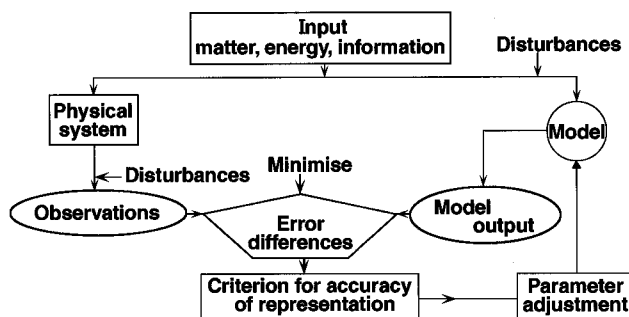 Input
matter, energy, information
Disturbances
Physical
system
Model
Disturbances
Minimise
Observations
Error
differences
Model
output
Criterion for accuracy
of representation
Parameter
adjustment